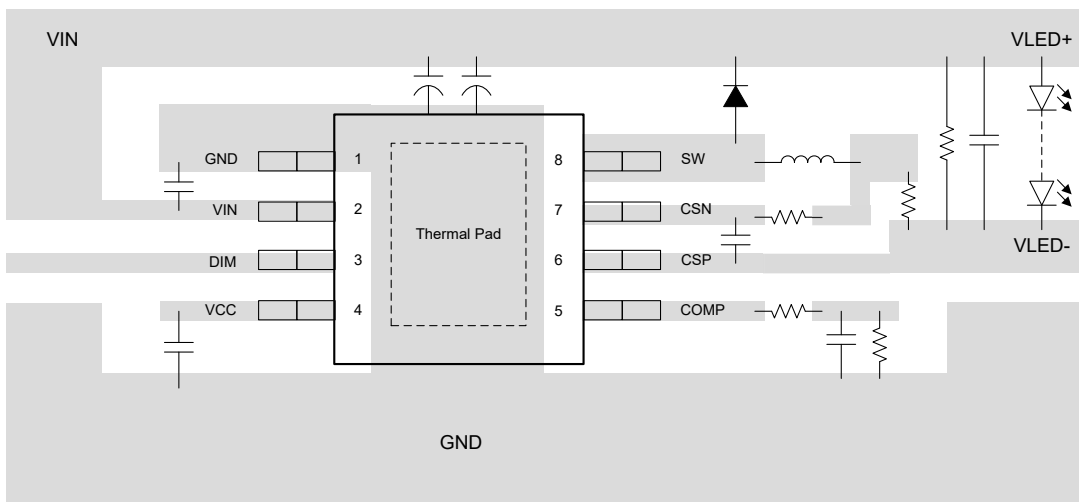 VIN
VLED+
GND
1
8
SW
VIN
2
7
CSN
Thermal Pad
DIM
3
6
CSP
VLED-
VCC
4
5
COMP
GND